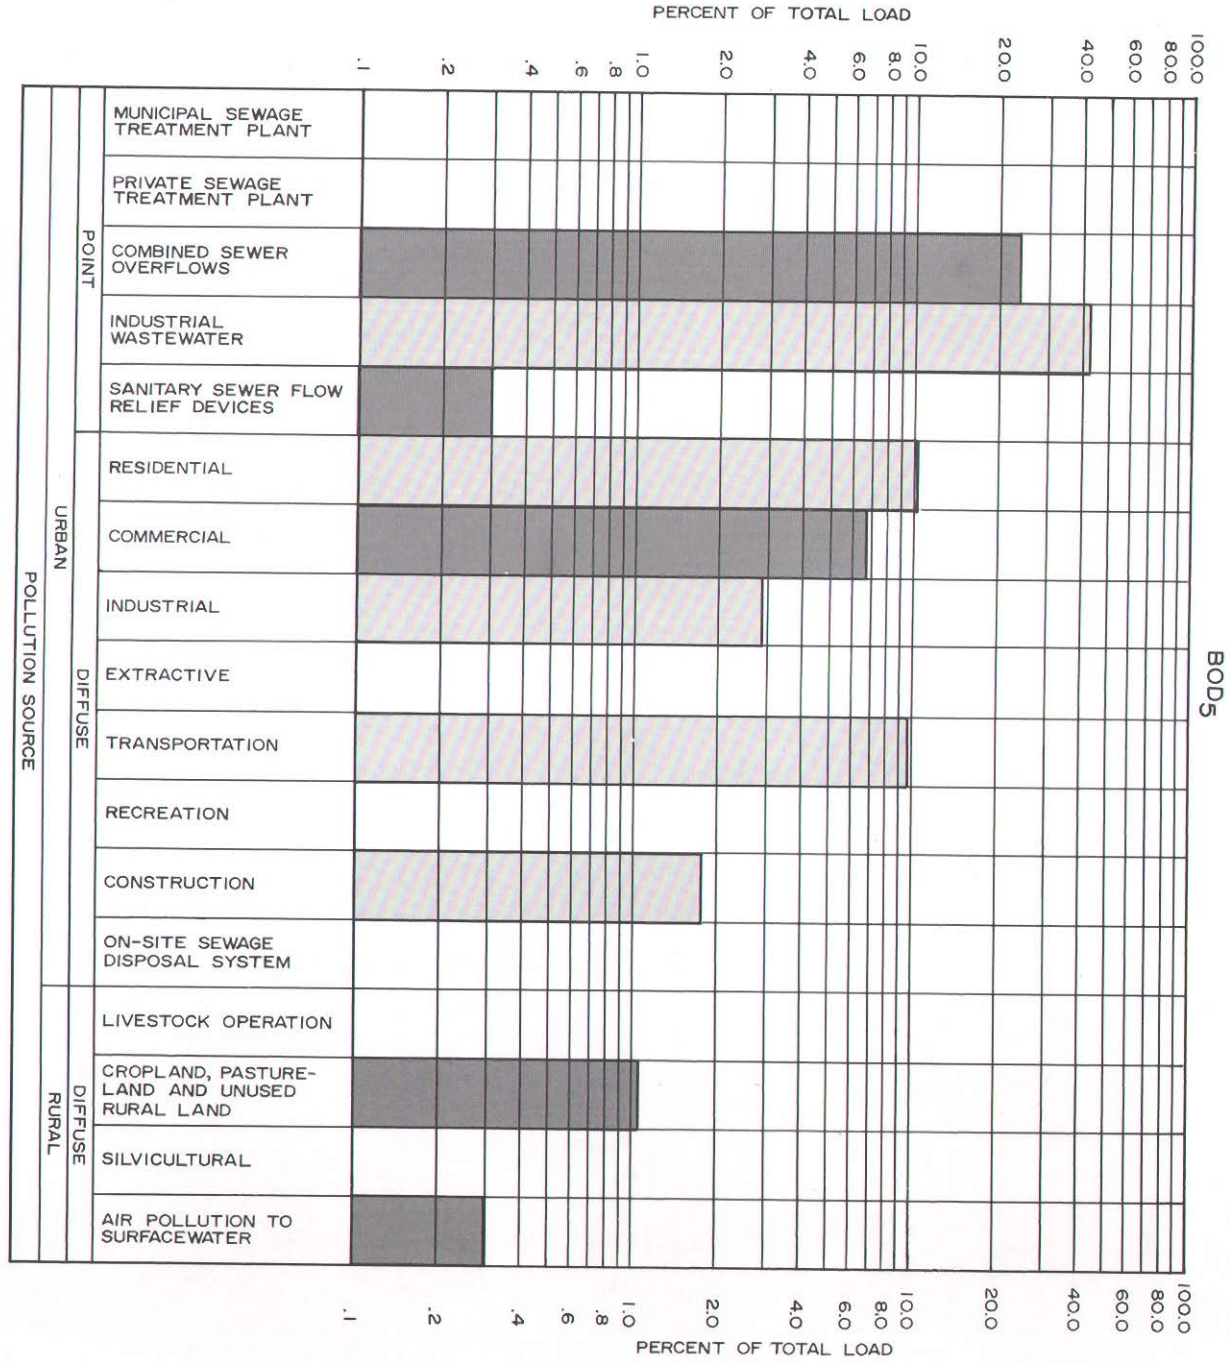 PERCENT OF TOTAL LOAD
.1
.2
.4
.6
.8
1.0
2.0
4.0
6.0
8.0
10.0
20.0
40.0
60.0
80.0
100.0
BOD5
POLLUTION SOURCE
URBAN
POINT
MUNICIPAL SEWAGE
TREATMENT PLANT
PRIVATE SEWAGE
TREATMENT PLANT
COMBINED SEWER
OVERFLOWS
INDUSTRIAL
WASTEWATER
SANITARY SEWER FLOW
RELIEF DEVICES
DIFFUSE
RESIDENTIAL
COMMERCIAL
INDUSTRIAL
EXTRACTIVE
TRANSPORTATION
RECREATION
CONSTRUCTION
ON-SITE SEWAGE
DISPOSAL SYSTEM
RURAL
DIFFUSE
LIVESTOCK OPERATION
CROPLAND, PASTURE-
LAND AND UNUSED
RURAL LAND
SILVICULTURAL
AIR POLLUTION TO
SURFACEWATER
.1
.2
.4
.6
.8
1.0
2.0
4.0
6.0
8.0
10.0
20.0
40.0
60.0
80.0
100.0
PERCENT OF TOTAL LOAD